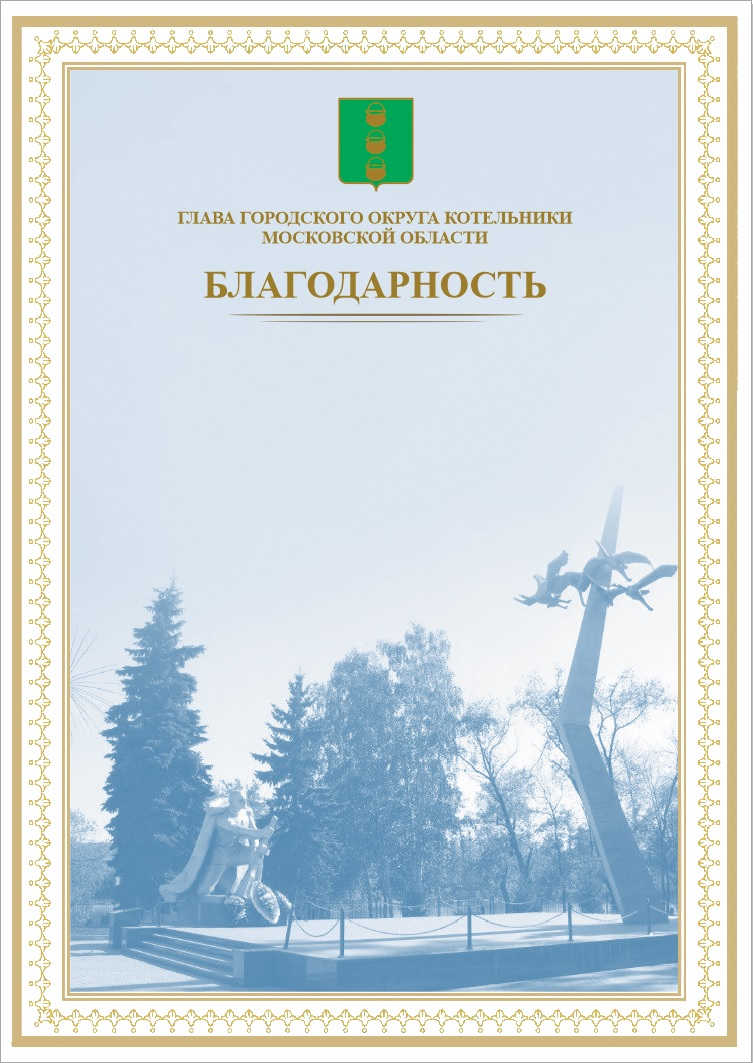 ГЛАВА ГОРОДСКОГО ОКРУГА КОТЕЛЬНИКИ
МОСКОВСКОЙ ОБЛАСТИ
БЛАГОДАРНОСТЬ